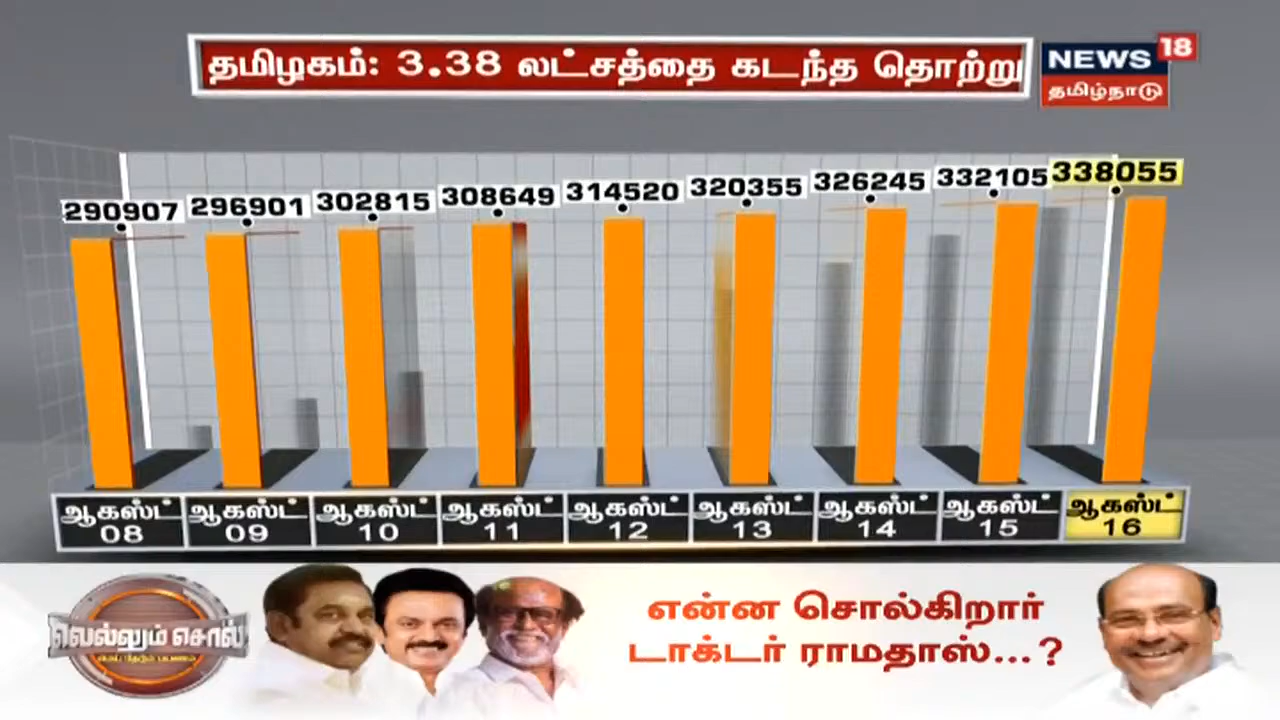 தமிழகம்: 3.38 லட்சத்தை கடந்த தொற்று
NEWS 18
தமிழ்நாடு
290907 296901 302815 308649 314520 320355 326245 332105 338055
ஆகஸ்ட் ஆகஸ்ட் ஆகஸ்ட் ஆகஸ்ட் ஆகஸ்ட் ஆகஸ்ட் ஆகஸ்ட் ஆகஸ்ட் ஆகஸ்ட்
08 09 10 11 12 13 14 15 16
வெல்லும் சொல்
என்ன சொல்கிறார்
டாக்டர் ராமதாஸ்...?